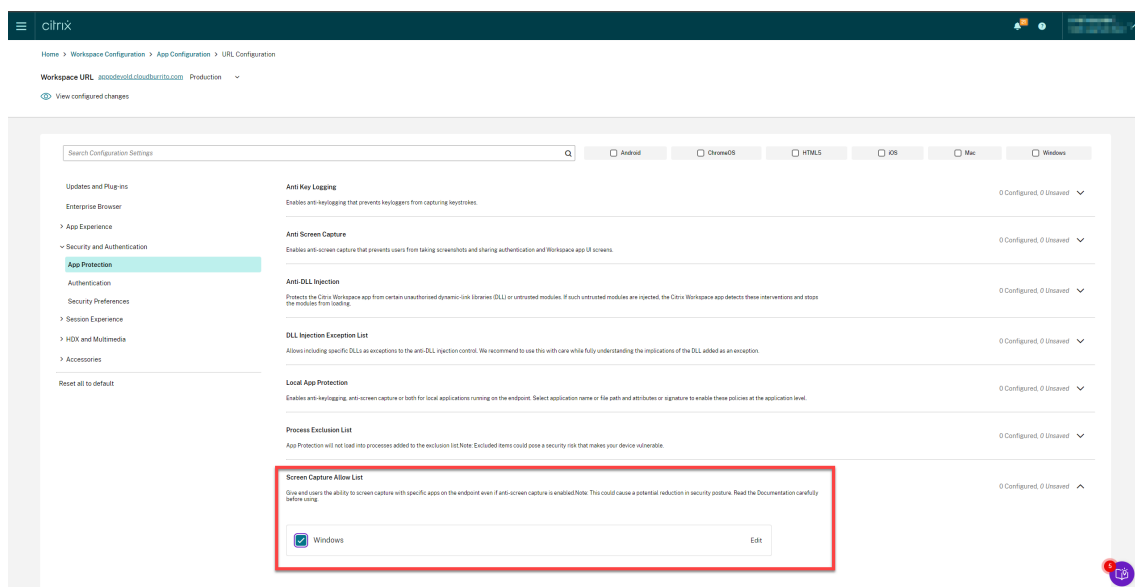 citrix
Home > Workspace Configuration > App Configuration > URL Configuration
Workspace URL apppdevold.cloudburrito.com Production
View configured changes
Search Configuration Settings
Android
ChromeOS
HTML5
iOS
Mac
Windows
Updates and Plug-ins
Enterprise Browser
App Experience
Security and Authentication
App Protection
Authentication
Security Preferences
Session Experience
HDX and Multimedia
Accessories
Reset all to default
Anti Key Logging
0 Configured, 0 Unsaved
Enables anti-keylogging that prevents keyloggers from capturing keystrokes.
Anti Screen Capture
0 Configured, 0 Unsaved
Enables anti-screen capture that prevents users from taking screenshots and sharing authentication and Workspace app UI screens.
Anti-DLL Injection
0 Configured, 0 Unsaved
Protects the Citrix Workspace app from certain unauthorised dynamic-link libraries (DLL) or untrusted modules. If such untrusted modules are injected, the Citrix Workspace app detects these interventions and stops
the modules from loading.
DLL Injection Exception List
0 Configured, 0 Unsaved
Allows including specific DLLs as exceptions to the anti-DLL injection control. We recommend to use this with care while fully understanding the implications of the DLL added as an exception.
Local App Protection
0 Configured, 0 Unsaved
Enables anti-keylogging, anti-screen capture or both for local applications running on the endpoint. Select application name or file path and attributes or signature to enable these policies at the application level.
Process Exclusion List
0 Configured, 0 Unsaved
App Protection will not load into processes added to the exclusion list.Note: Excluded items could pose a security risk that makes your device vulnerable.
Screen Capture Allow List
0 Configured, 0 Unsaved
Give end users the ability to screen capture with specific apps on the endpoint even if anti-screen capture is enabled.Note: This could cause a potential reduction in security posture. Read the Documentation carefully
before using.
Windows
Edit
5